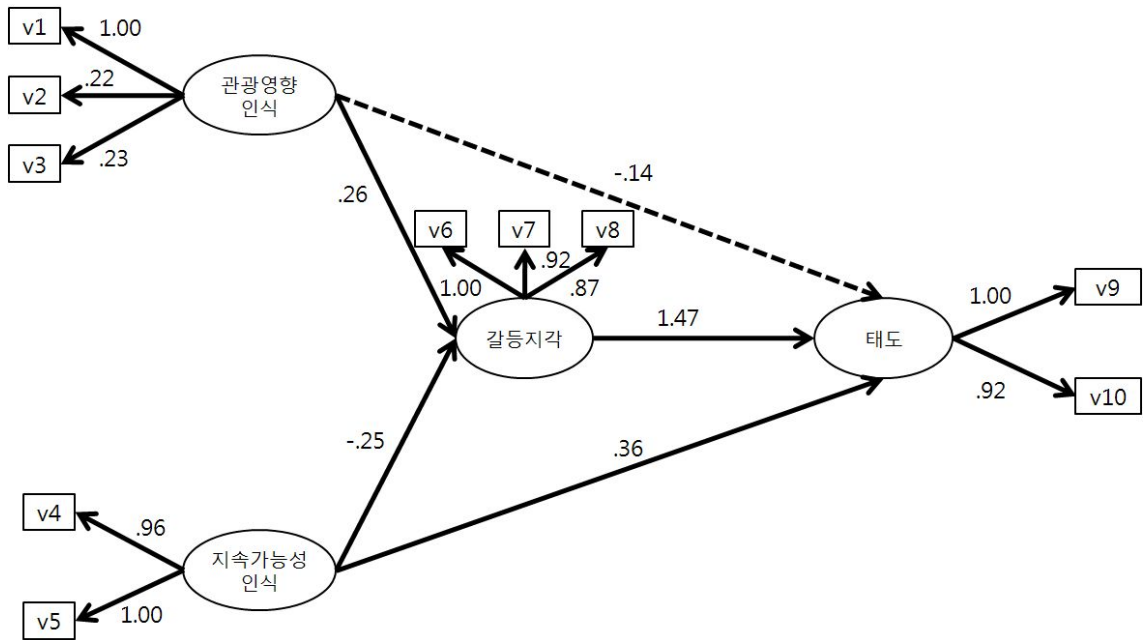 v1
1.00
v2
.22
v3
.23
관광영향
인식
-.14
.26
v6
v7
v8
1.00
.92
.87
갈등지각
1.47
태도
1.00
v9
.92
v10
-.25
.36
v4
.96
v5
1.00
지속가능성
인식